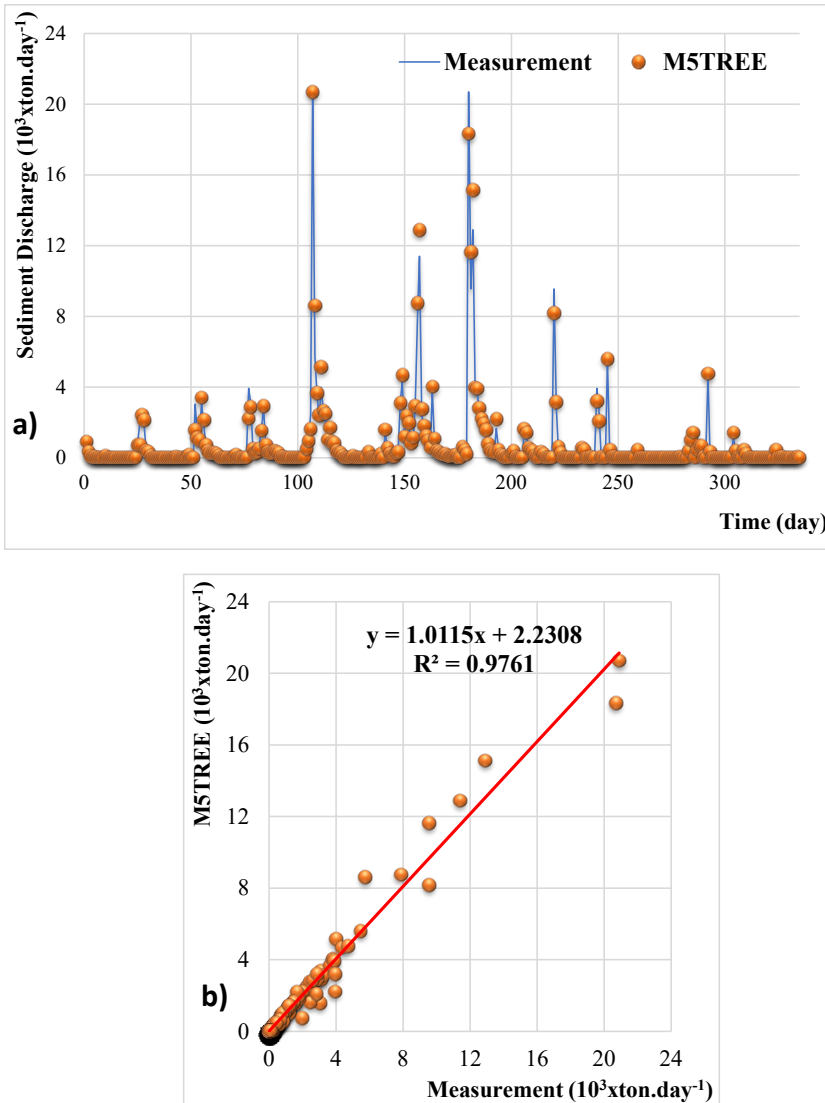 24
20
16
12
8
4
0
Sediment Discharge (10³xton.day⁻¹)
Measurement M5TREE
a)
0 50 100 150 200 250 300
Time (day)
M5TREE (10³xton.day⁻¹)
24
20
16
12
8
4
0
y = 1.0115x + 2.2308
R² = 0.9761
b)
0 4 8 12 16 20 24
Measurement (10³xton.day⁻¹)